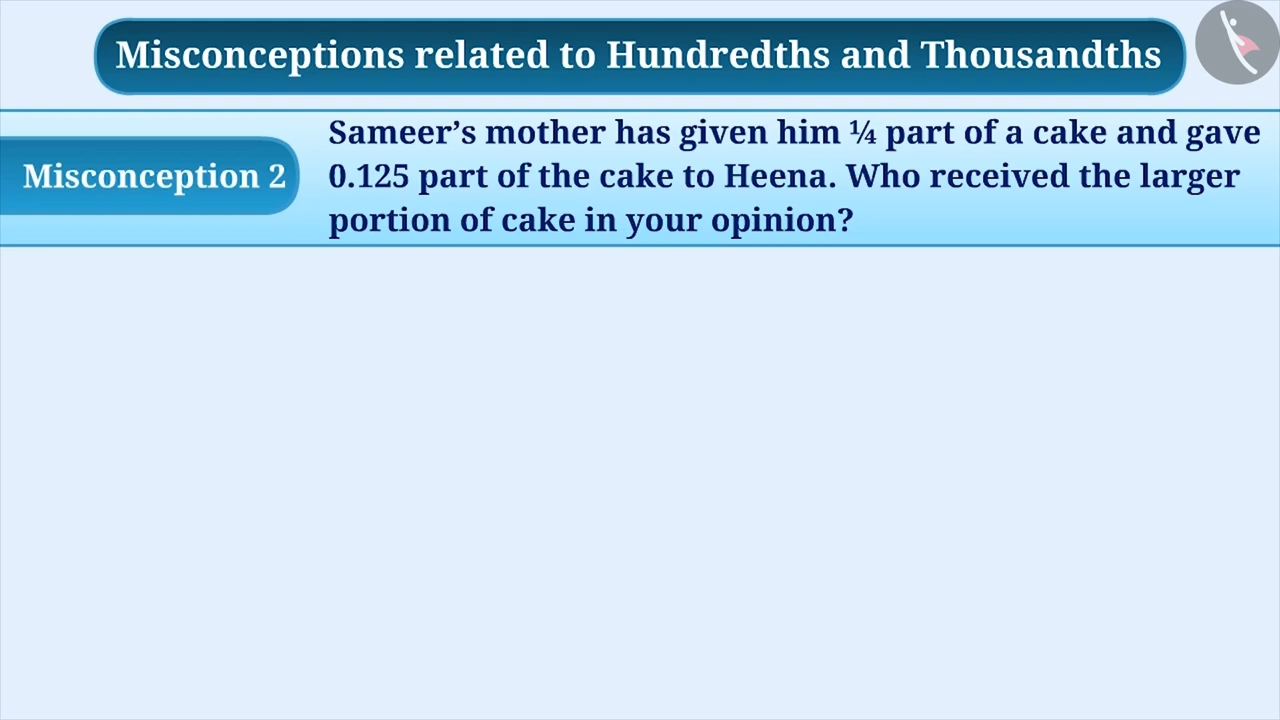 Misconceptions related to Hundredths and Thousandths
Misconception 2
Sameer’s mother has given him ¼ part of a cake and gave
0.125 part of the cake to Heena. Who received the larger
portion of cake in your opinion?